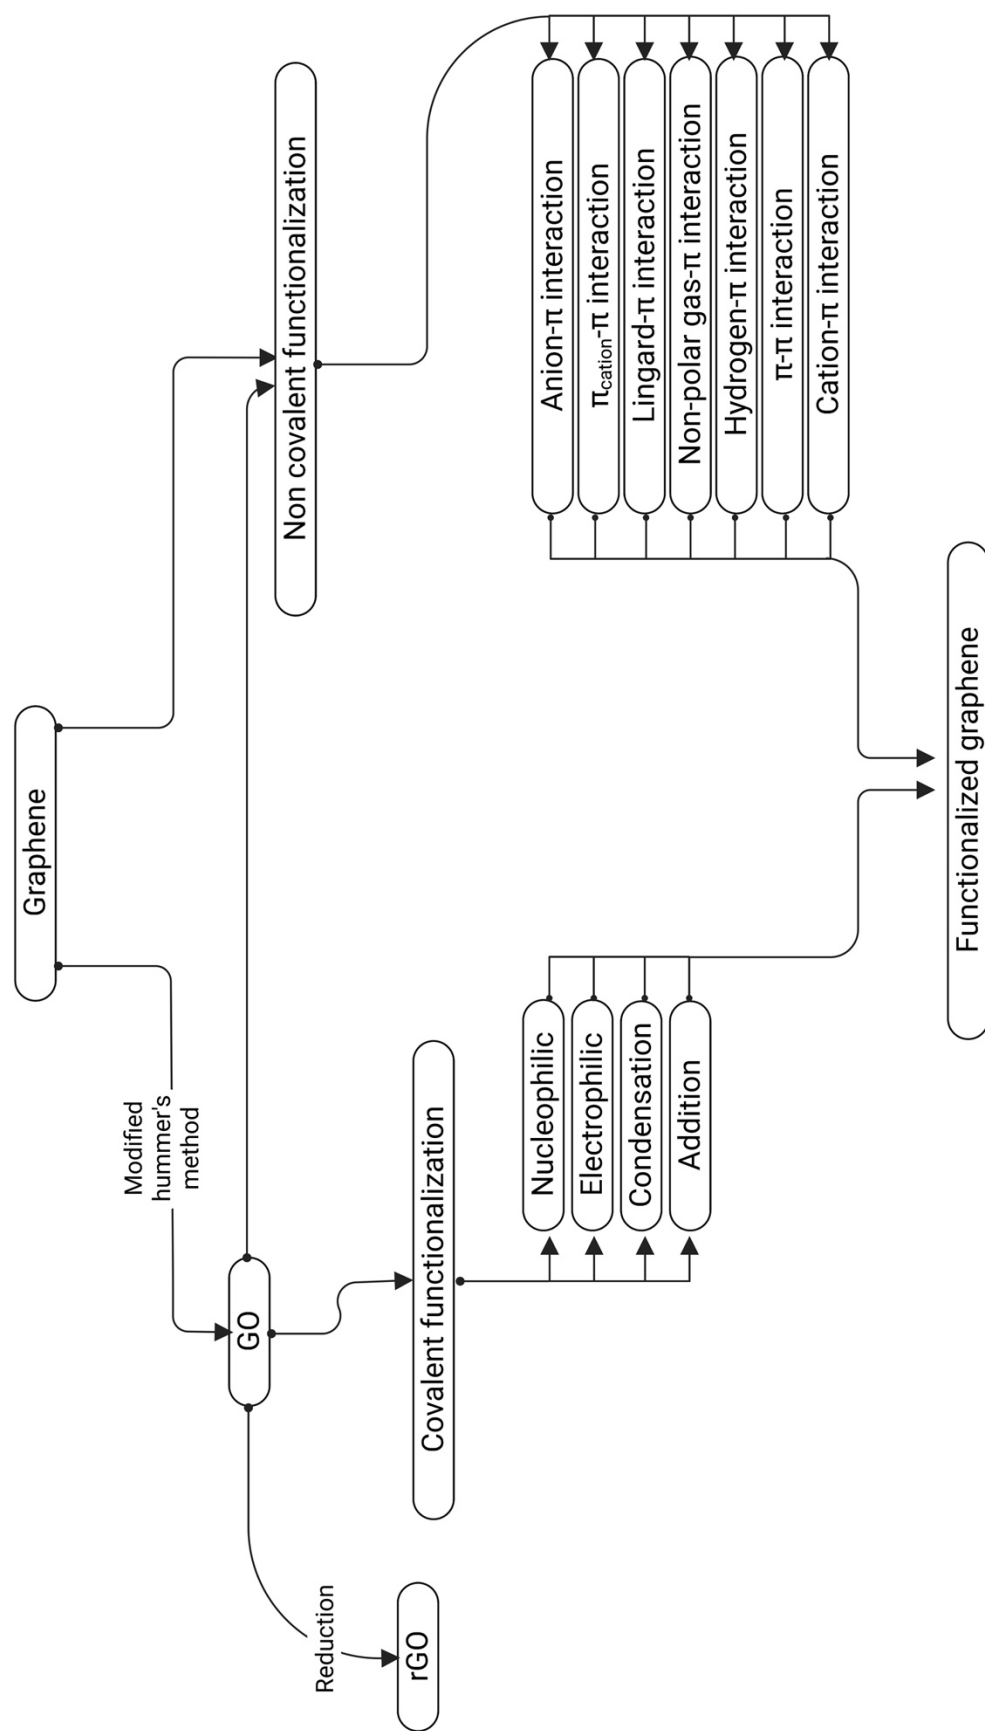 Graphene
Modified
hummer's
method
GO
Non covalent functionalization
Reduction
rGO
Covalent functionalization
Nucleophilic
Electrophilic
Condensation
Addition
Anion-π interaction
πcation-π interaction
Lingard-π interaction
Non-polar gas-π interaction
Hydrogen-π interaction
π-π interaction
Cation-π interaction
Functionalized graphene